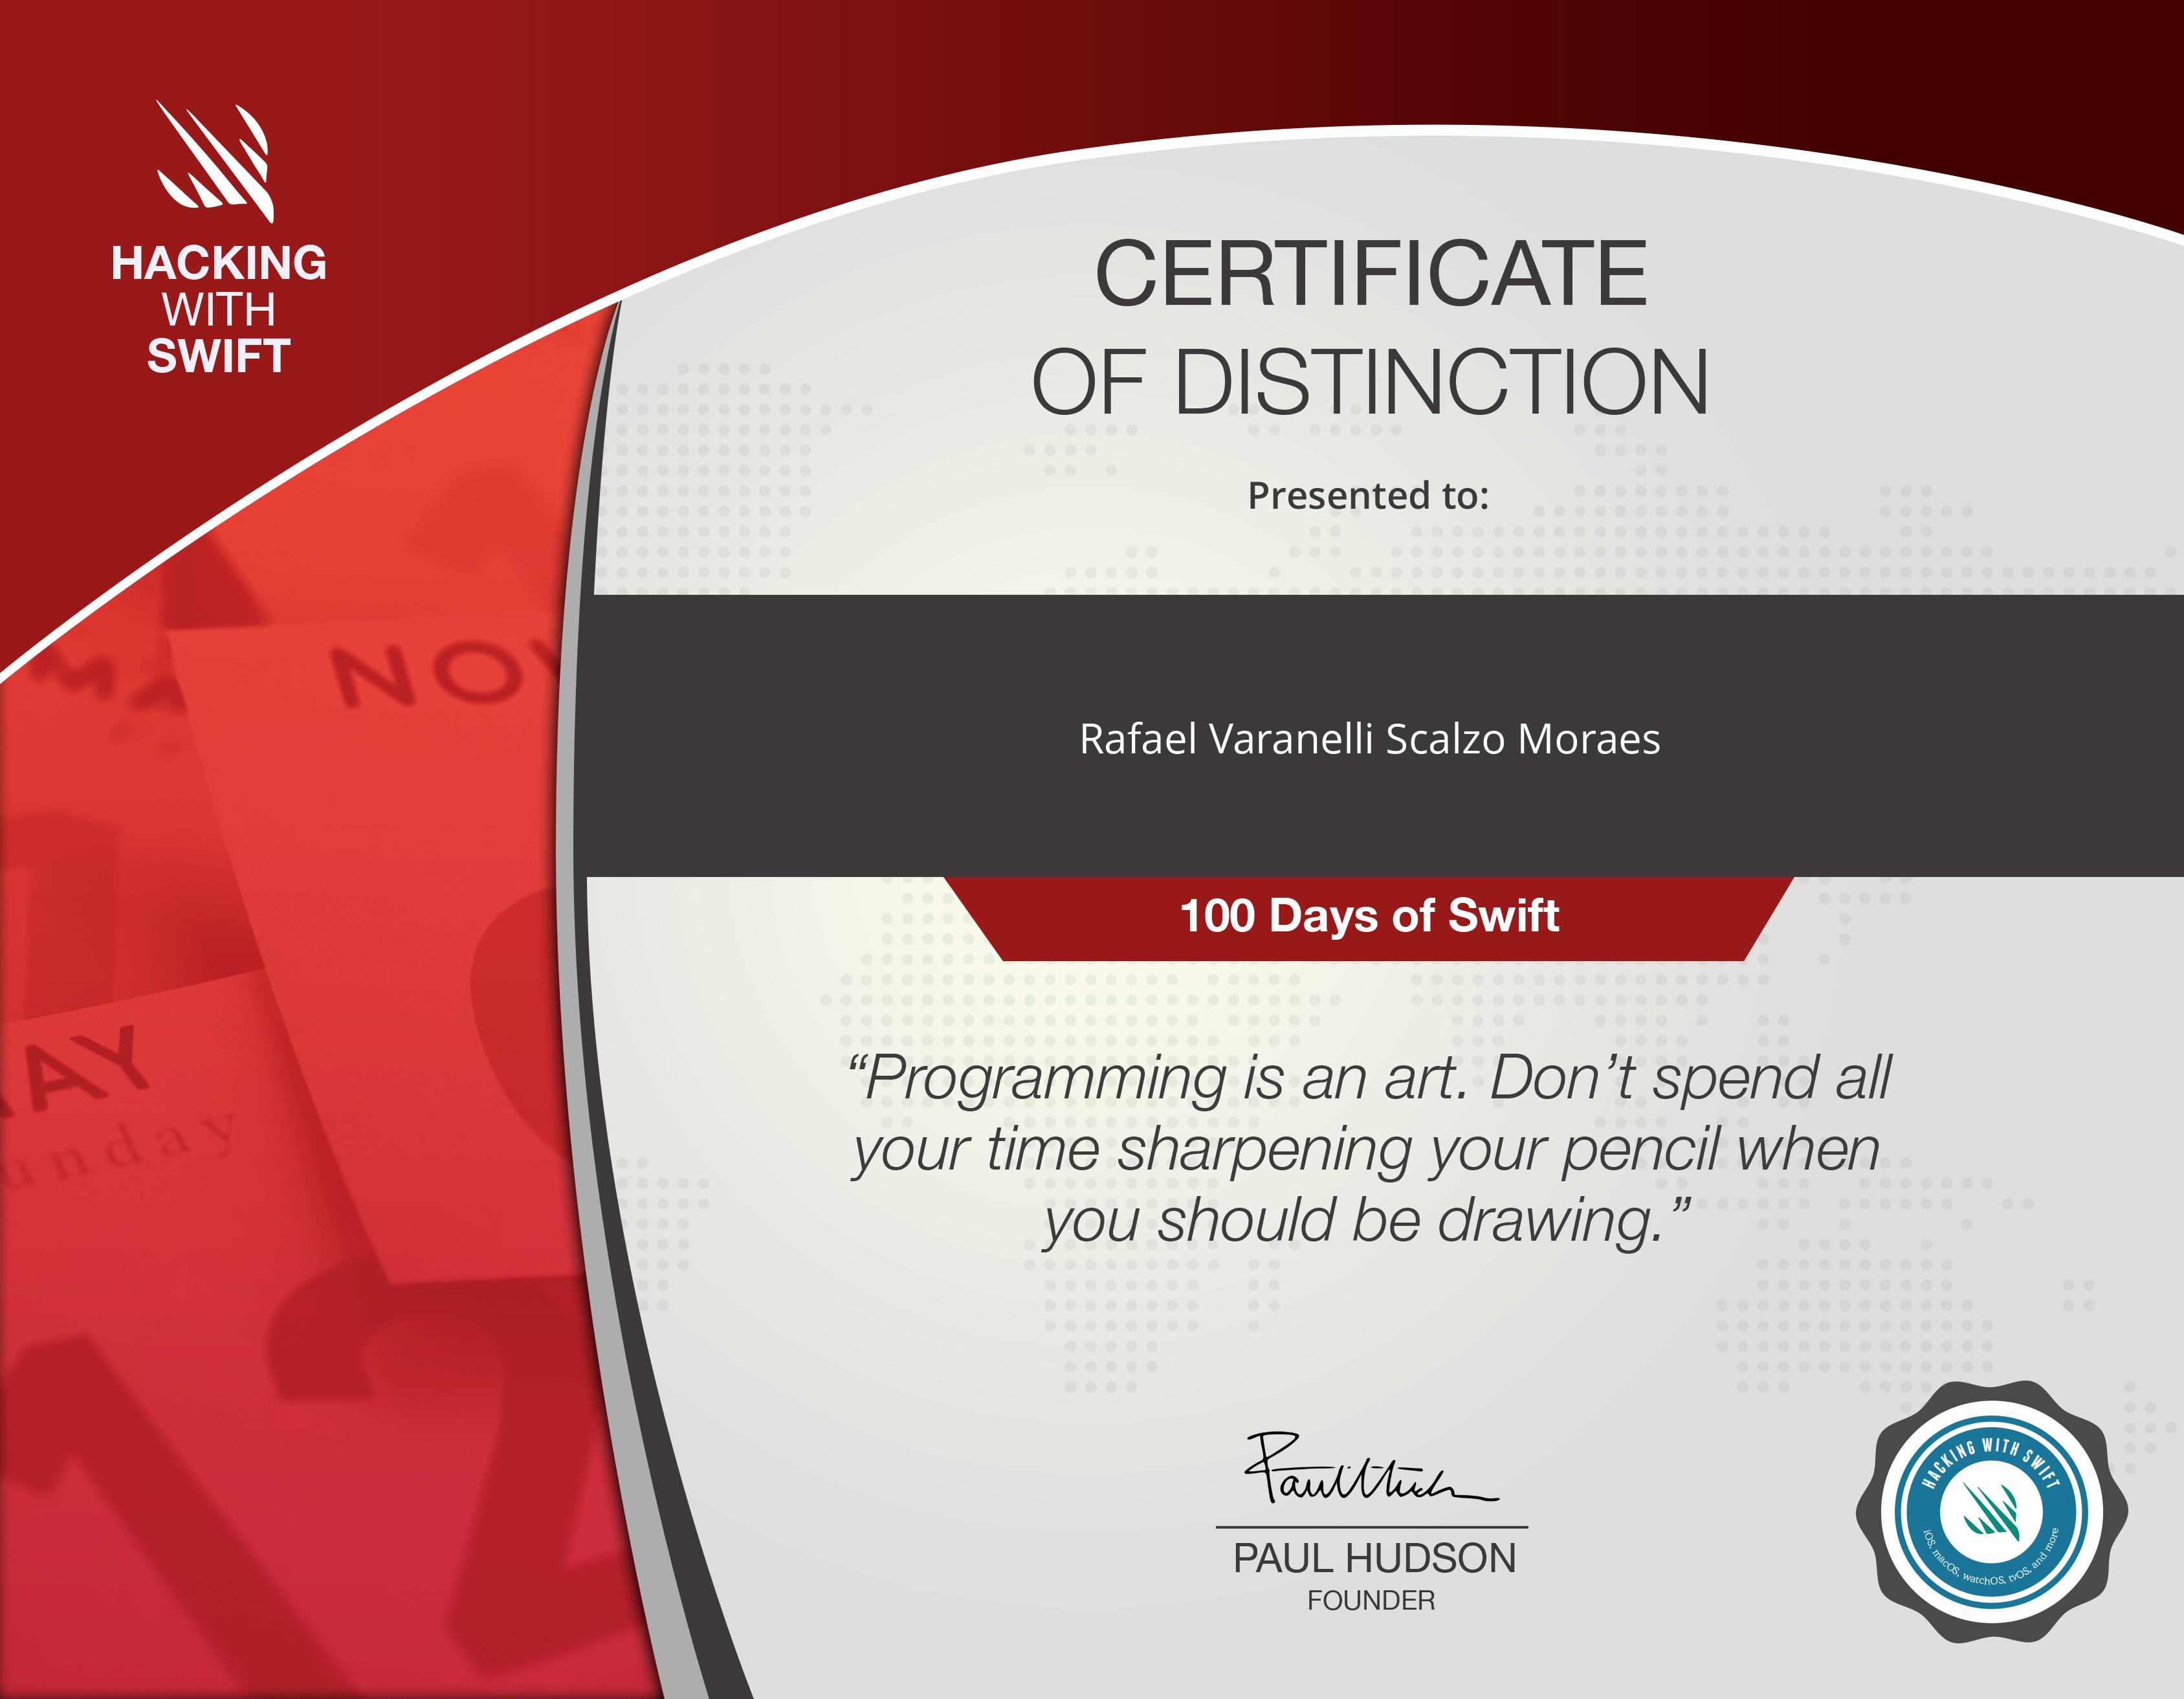 HACKING
WITH
SWIFT
CERTIFICATE
OF DISTINCTION
Presented to:
NOV
Rafael Varanelli Scalzo Moraes
100 Days of Swift
AY
unday
“Programming is an art. Don’t spend all
your time sharpening your pencil when
you should be drawing.”
PAUL HUDSON
FOUNDER
HACKING WITH SWIFT
iOS, macOS, watchOS, tvOS, and more